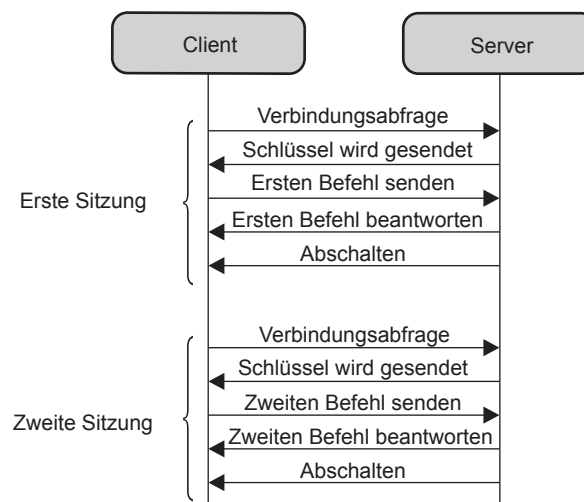 Client
Server
Verbindungsabfrage
Schlüssel wird gesendet
Ersten Befehl senden
Erste Sitzung
Ersten Befehl beantworten
Abschalten
Verbindungsabfrage
Schlüssel wird gesendet
Zweiten Befehl senden
Zweite Sitzung
Zweiten Befehl beantworten
Abschalten